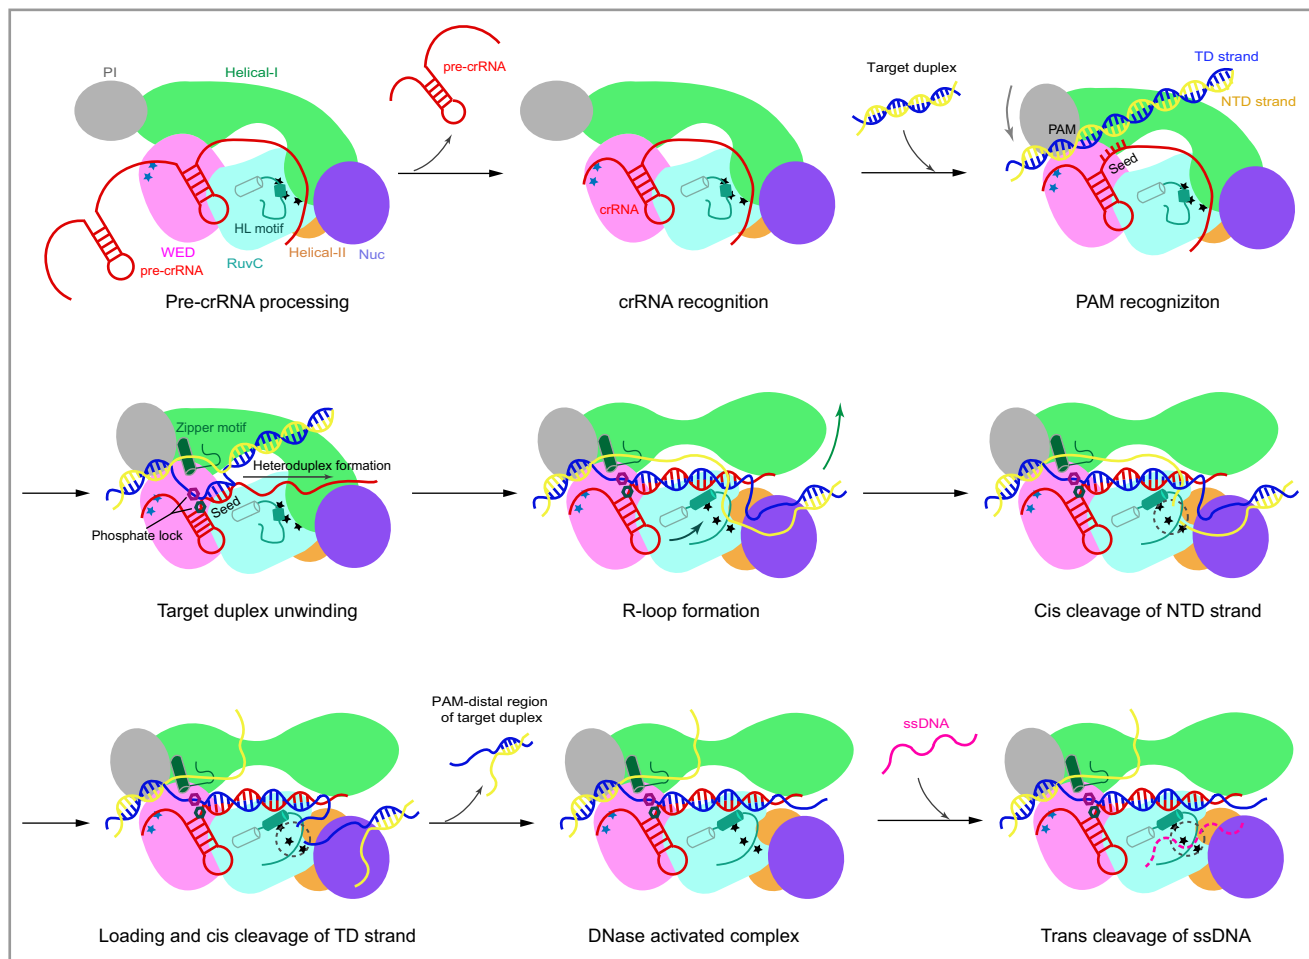 PI
Helical-I
pre-crRNA
HL motif
WED
pre-crRNA
RuvC
Helical-II
Nuc
Pre-crRNA processing
crRNA
crRNA recognition
Target duplex
TD strand
NTD strand
PAM
Seed
PAM recogniziton
Zipper motif
Heteroduplex formation
Seed
Phosphate lock
Target duplex unwinding
R-loop formation
Cis cleavage of NTD strand
Loading and cis cleavage of TD strand
PAM-distal region
of target duplex
DNase activated complex
ssDNA
Trans cleavage of ssDNA